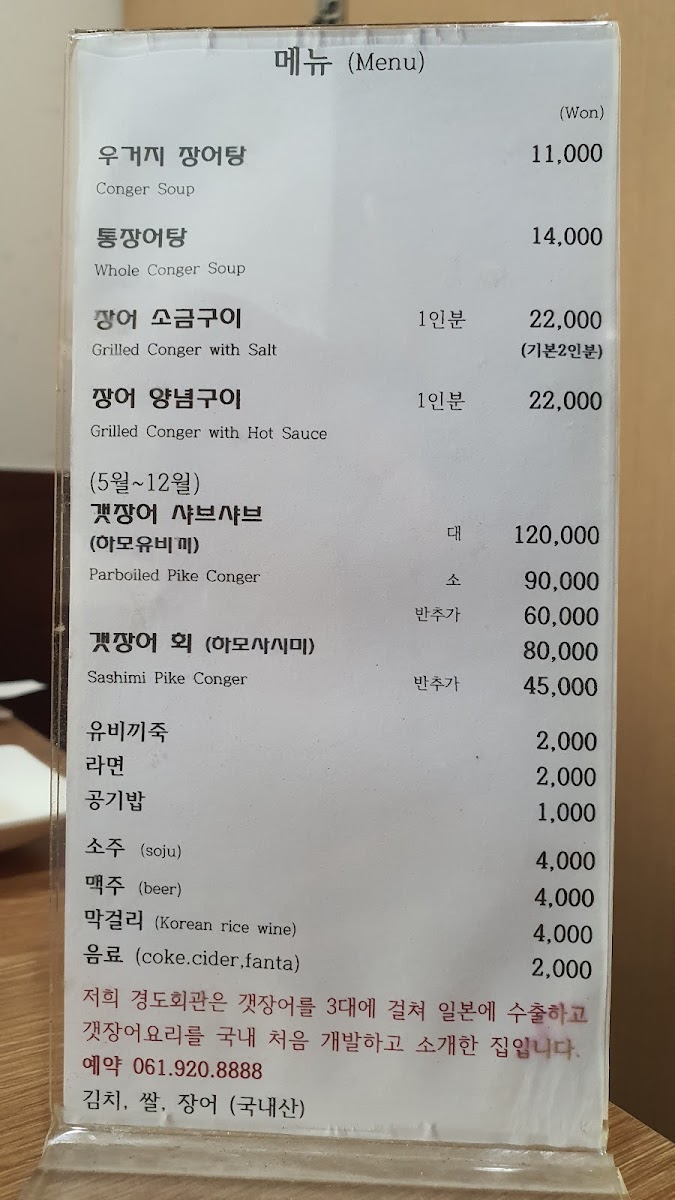 메뉴 (Menu)
(Won)
우거지 장어탕 11,000
Conger Soup
통장어탕 14,000
Whole Conger Soup
장어 소금구이 1인분 22,000
Grilled Conger with Salt (기본2인분)
장어 양념구이 1인분 22,000
Grilled Conger with Hot Sauce
(5월~12월)
갯장어 샤브샤브
대 120,000
(하모유비끼)
Parboiled Pike Conger 소 90,000
반추가 60,000
갯장어 회 (하모사시미) 80,000
Sashimi Pike Conger 반추가 45,000
유비끼죽 2,000
라면 2,000
공기밥 1,000
소주 (soju) 4,000
맥주 (beer) 4,000
막걸리 (Korean rice wine) 4,000
음료 (coke.cider,fanta) 2,000
저희 경도회관은 갯장어를 3대에 걸쳐 일본에 수출하고
갯장어요리를 국내 처음 개발하고 소개한 집입니다.
예약 061.920.8888
김치, 쌀, 장어 (국내산)